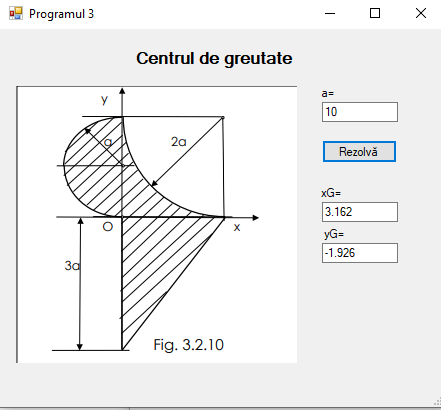 Programul 3
Centrul de greutate
y
a
2a
O
x
3a
Fig. 3.2.10
a=
10
Rezolvă
xG=
3.162
yG=
-1.926